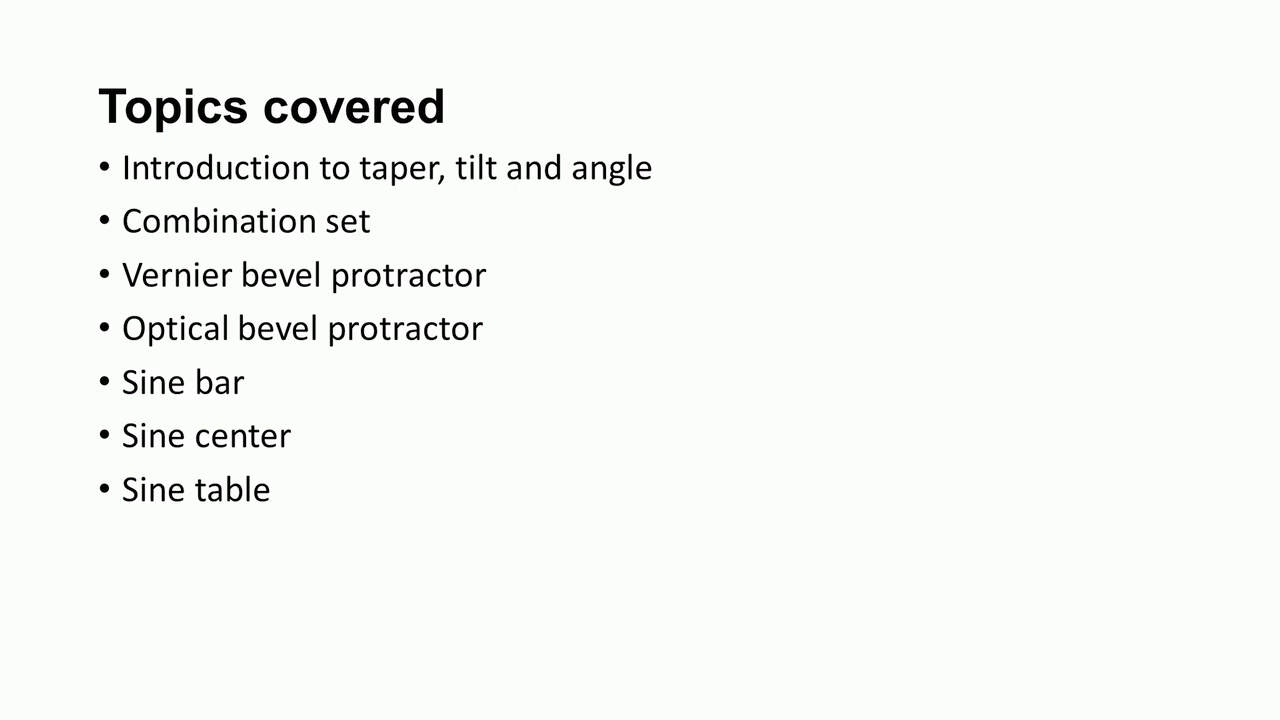 Topics covered
• Introduction to taper, tilt and angle
• Combination set
• Vernier bevel protractor
• Optical bevel protractor
• Sine bar
• Sine center
• Sine table